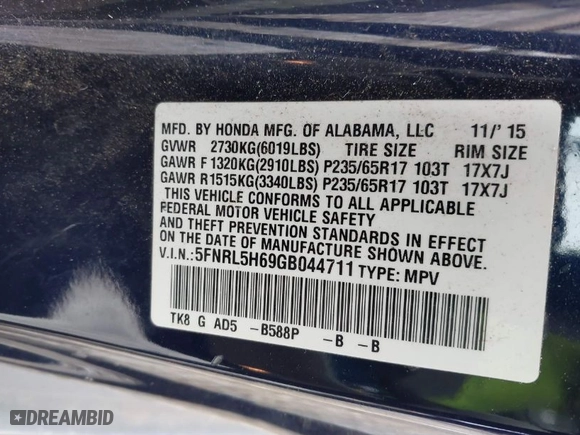 MFD. BY HONDA MFG. OF ALABAMA, LLC 11/'15
GVWR 2730KG(6019LBS) TIRE SIZE RIM SIZE
GAWR F 1320KG(2910LBS) P235/65R17 103T 17X7J
GAWR R1515KG(3340LBS) P235/65R17 103T 17X7J
THIS VEHICLE CONFORMS TO ALL APPLICABLE
FEDERAL MOTOR VEHICLE SAFETY
AND THEFT PREVENTION STANDARDS IN EFFECT
ON THE DATE OF MANUFACTURE SHOWN ABOVE.
V.I.N.:5FNRL5H69GB044711 TYPE: MPV
TK8 G AD5 -B588P -B -B
DREAMBID